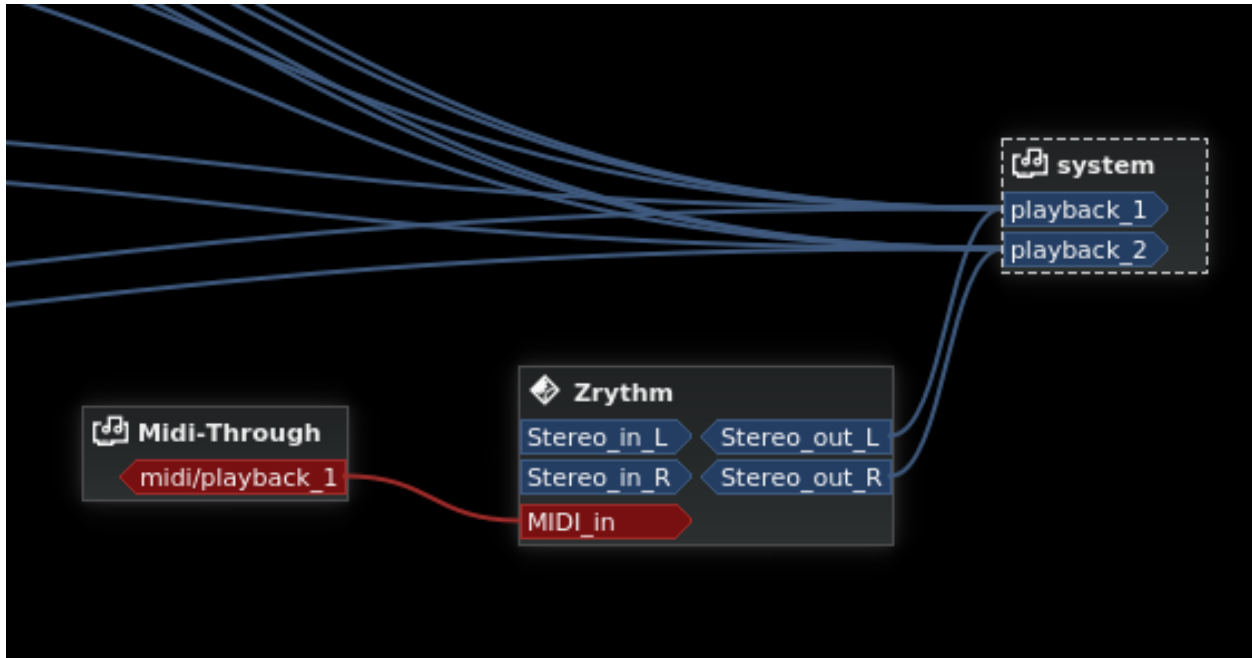 system
playback_1
playback_2
Zrythm
Stereo_in_L Stereo_out_L
Stereo_in_R Stereo_out_R
MIDI_in
Midi-Through
midi/playback_1